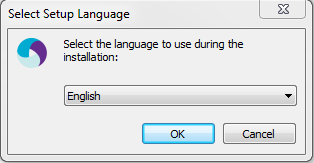 Select Setup Language
Select the language to use during the
installation:
English
OK
Cancel